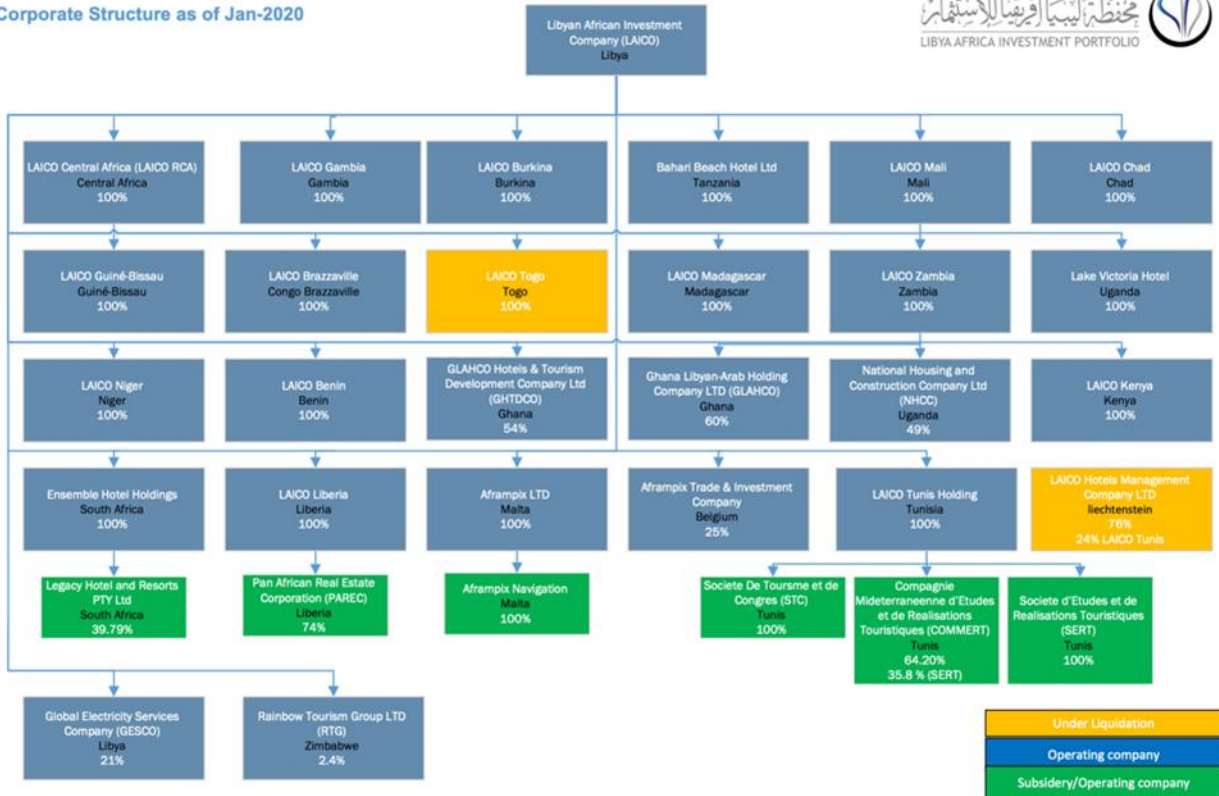 Corporate Structure as of Jan-2020
محفظة ليبيا أفريقيا للاستثمار
LIBYA AFRICA INVESTMENT PORTFOLIO
Libyan African Investment
Company (LAICO)
Libya
LAICO Central Africa (LAICO RCA)
Central Africa
100%
LAICO Gambia
Gambia
100%
LAICO Burkina
Burkina
100%
Bahari Beach Hotel Ltd
Tanzania
100%
LAICO Mali
Mali
100%
LAICO Chad
Chad
100%
LAICO Guiné-Bissau
Guiné-Bissau
100%
LAICO Brazzaville
Congo Brazzaville
100%
LAICO Togo
Togo
100%
LAICO Madagascar
Madagascar
100%
LAICO Zambia
Zambia
100%
Lake Victoria Hotel
Uganda
100%
LAICO Niger
Niger
100%
LAICO Benin
Benin
100%
GLAHCO Hotels & Tourism
Development Company Ltd
(GHTDCO)
Ghana
54%
Ghana Libyan-Arab Holding
Company LTD (GLAHCO)
Ghana
60%
National Housing and
Construction Company Ltd
(NHCC)
Uganda
49%
LAICO Kenya
Kenya
100%
Ensemble Hotel Holdings
South Africa
100%
LAICO Liberia
Liberia
100%
Aframpix LTD
Malta
100%
Aframpix Trade & Investment
Company
Belgium
25%
LAICO Tunis Holding
Tunisia
100%
LAICO Hotels Management
Company LTD
liechtenstein
76%
24% LAICO Tunis
Legacy Hotel and Resorts
PTY Ltd
South Africa
39.79%
Pan African Real Estate
Corporation (PAREC)
Liberia
74%
Aframpix Navigation
Malta
100%
Societe De Toursme et de
Congres (STC)
Tunis
100%
Compagnie
Mideterraneenne d'Etudes
et de Realisations
Touristiques (COMMERT)
Tunis
64.20%
35.8 % (SERT)
Societe d'Etudes et de
Realisations Touristiques
(SERT)
Tunis
100%
Global Electricity Services
Company (GESCO)
Libya
21%
Rainbow Tourism Group LTD
(RTG)
Zimbabwe
2.4%
Under Liquidation
Operating company
Subsidery/Operating company